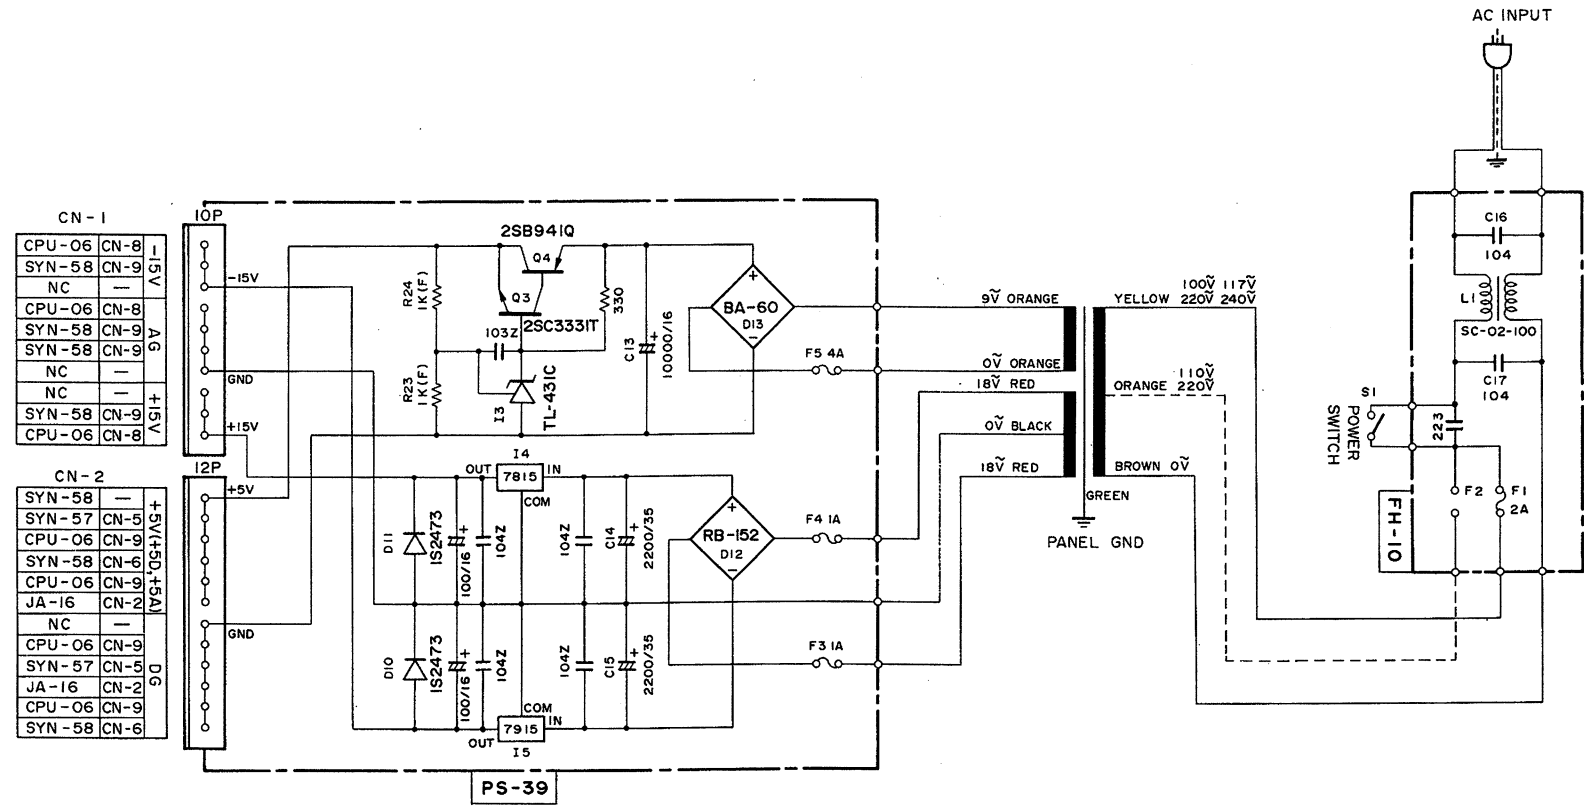 AC INPUT
CN-1
CPU-06 CN-8
SYN-58 CN-9
NC —
-15V
CPU-06 CN-8
SYN-58 CN-9
SYN-58 CN-9
NC —
AG
NC —
SYN-58 CN-9
CPU-06 CN-8
+15V
CN-2
SYN-58 —
SYN-57 CN-5
CPU-06 CN-9
SYN-58 CN-6
CPU-06 CN-9
JA-16 CN-2
+5V(+5D,+5A)
NC —
CPU-06 CN-9
SYN-57 CN-5
JA-16 CN-2
CPU-06 CN-9
SYN-58 CN-6
DG
10P
-15V
GND
+15V
12P
+5V
GND
2SB941Q
Q4
Q3
2SC3331T
R24
1K(F)
R23
1K(F)
103Z
I3
TL-431C
330
C13
+
10000/16
+
BA-60
D13
−
F5 4A
I4
OUT 7815 IN
COM
D11
1S2473
100/16
+
104Z
104Z
C14
+
2200/35
+
RB-152
D12
−
F4 1A
D10
1S2473
100/16
+
104Z
104Z
C15
+
2200/35
F3 1A
COM
OUT 7915 IN
I5
PS-39
9V ORANGE
0V ORANGE
18V RED
0V BLACK
18V RED
100V 117V
YELLOW 220V 240V
110V
ORANGE 220V
BROWN 0V
GREEN
PANEL GND
C16
104
L1
SC-02-100
C17
104
S1
POWER
SWITCH
223
F2
F1
2A
FH-10